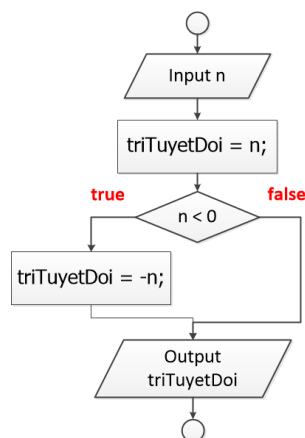 Input n
triTuyetDoi = n;
true
false
n < 0
triTuyetDoi = -n;
Output
triTuyetDoi